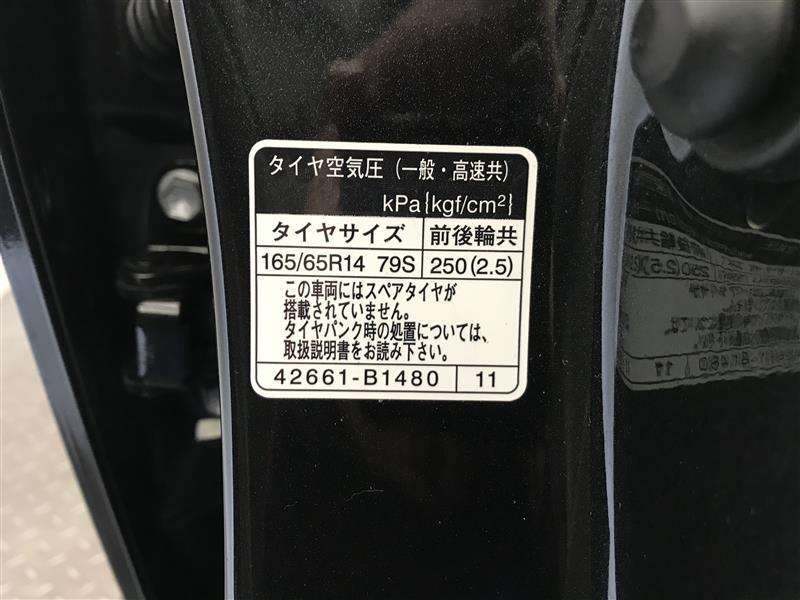 タイヤ空気圧(一般・高速共)
kPa{kgf/cm²}
タイヤサイズ 前後輪共
165/65R14 79S 250(2.5)
この車両にはスペアタイヤが
搭載されていません。
タイヤパンク時の処置については、
取扱説明書をお読み下さい。
42661-B1480 11